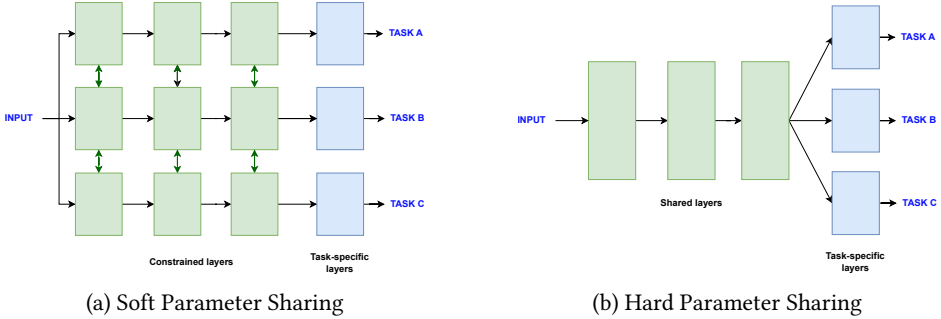 TASK A
INPUT
TASK B
TASK C
Constrained layers
Task-specific
layers
(a) Soft Parameter Sharing
TASK A
INPUT
TASK B
Shared layers
TASK C
Task-specific
layers
(b) Hard Parameter Sharing